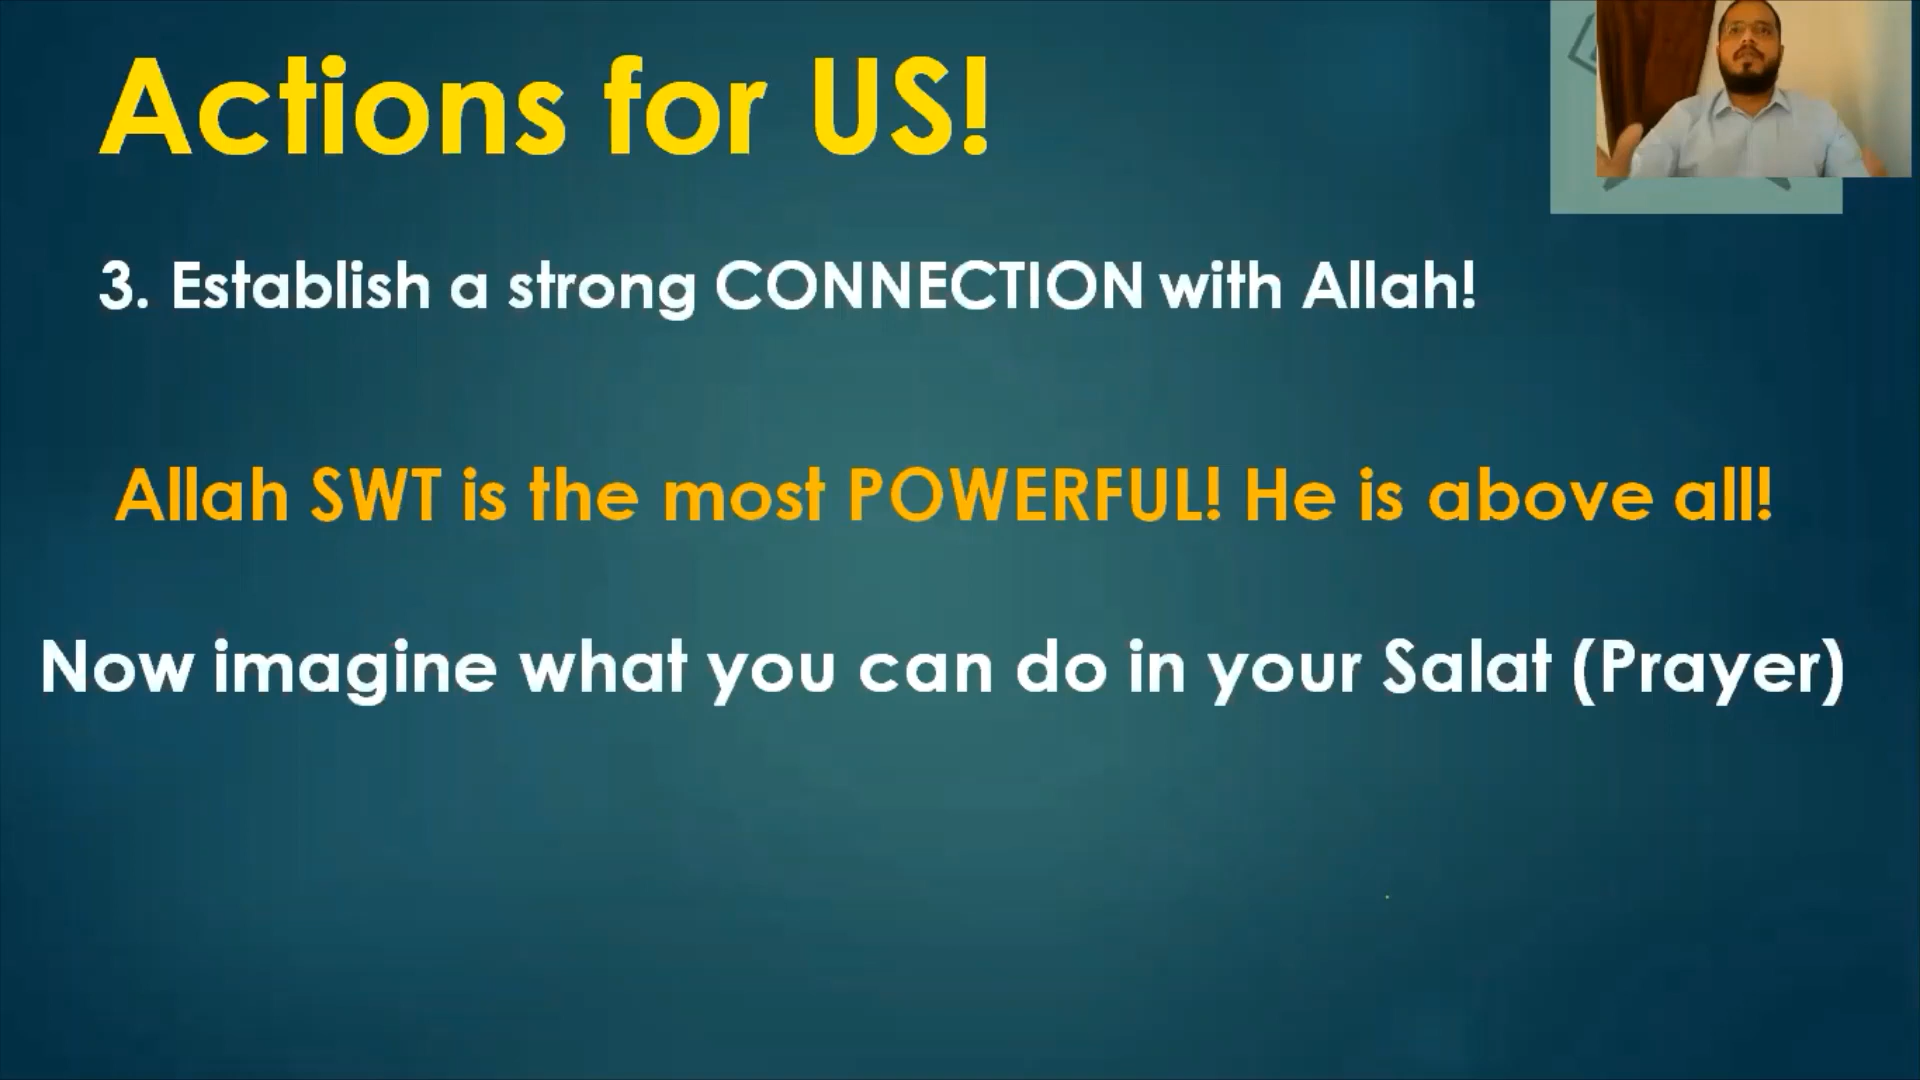 Actions for US!
3. Establish a strong CONNECTION with Allah!
Allah SWT is the most POWERFUL! He is above all!
Now imagine what you can do in your Salat (Prayer)